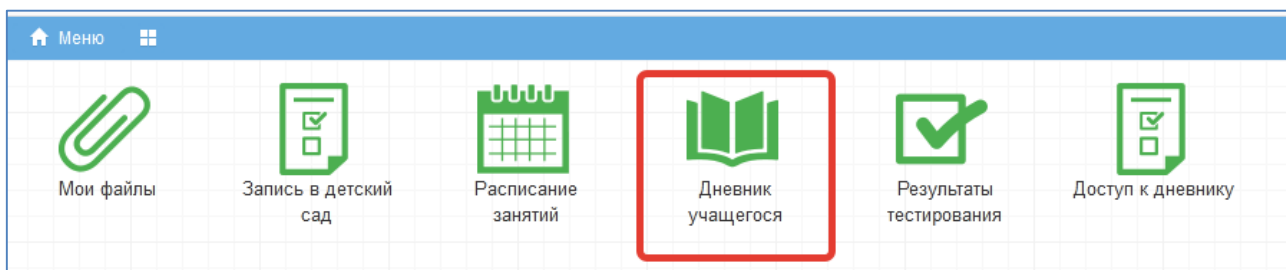 Меню
Мои файлы
Запись в детский
сад
Расписание
занятий
Дневник
учащегося
Результаты
тестирования
Доступ к дневнику